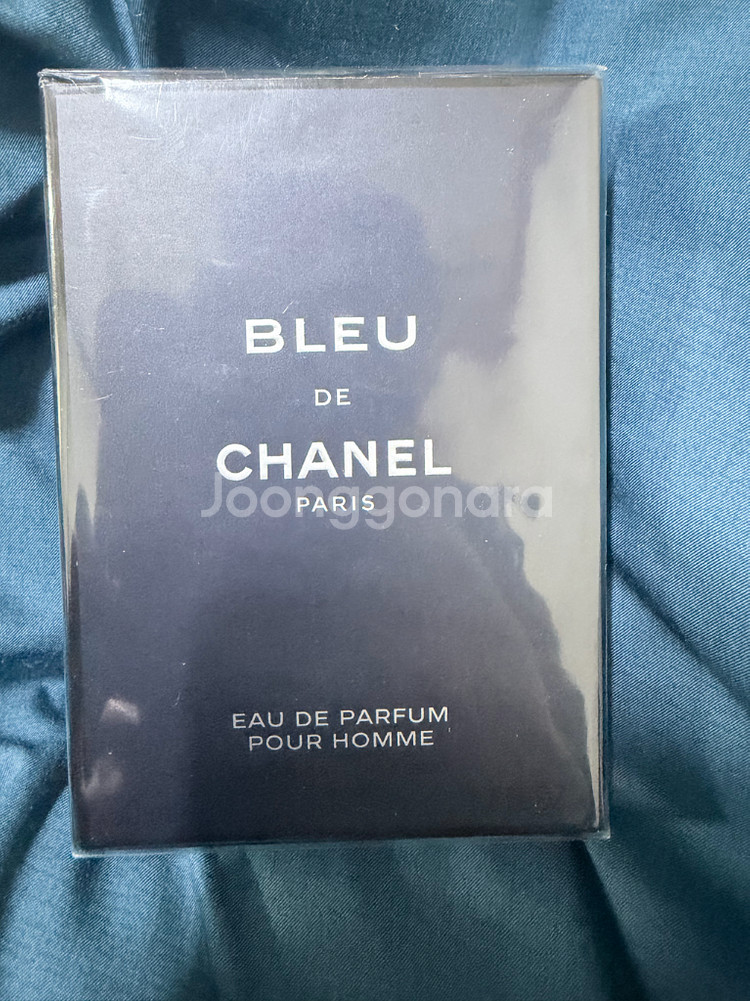 BLEU
DE
CHANEL
Joonggonara
PARIS
EAU DE PARFUM
POUR HOMME